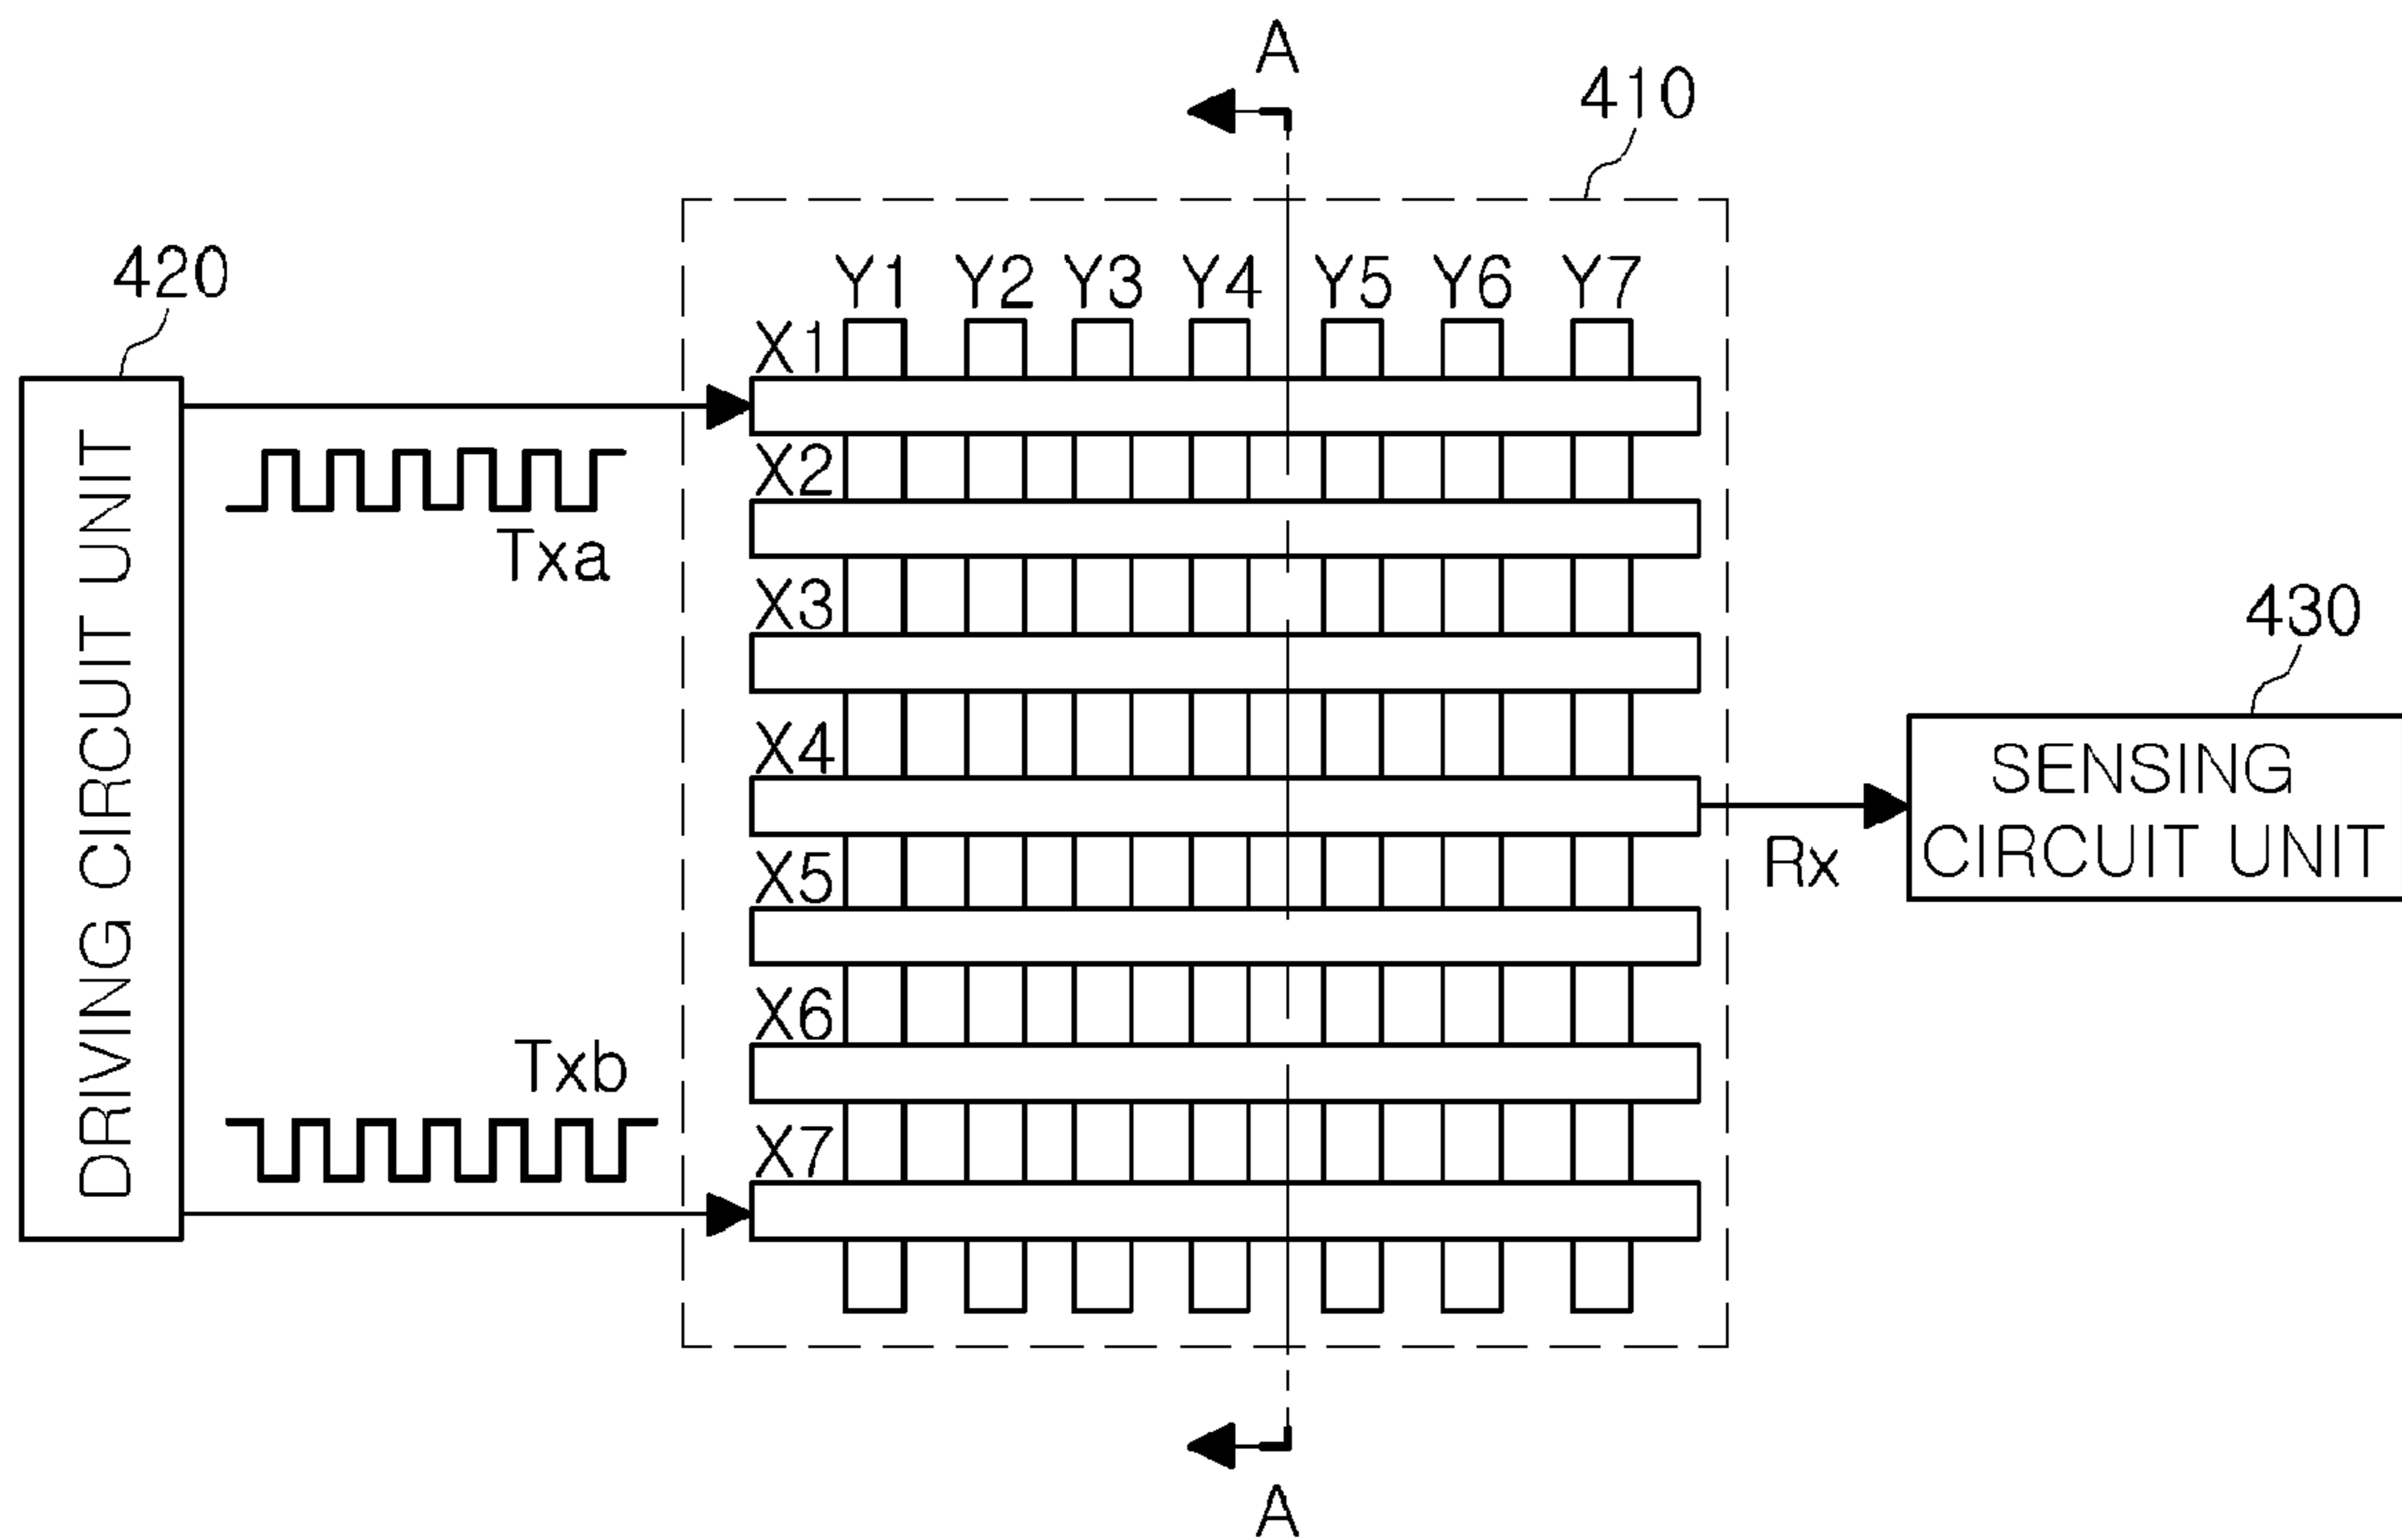 A
410
420
Y1 Y2 Y3 Y4 Y5 Y6 Y7
X1
X2
Txa
X3
430
X4
SENSING
CIRCUIT UNIT
Rx
X5
DRIVING CIRCUIT UNIT
X6
Txb
X7
A